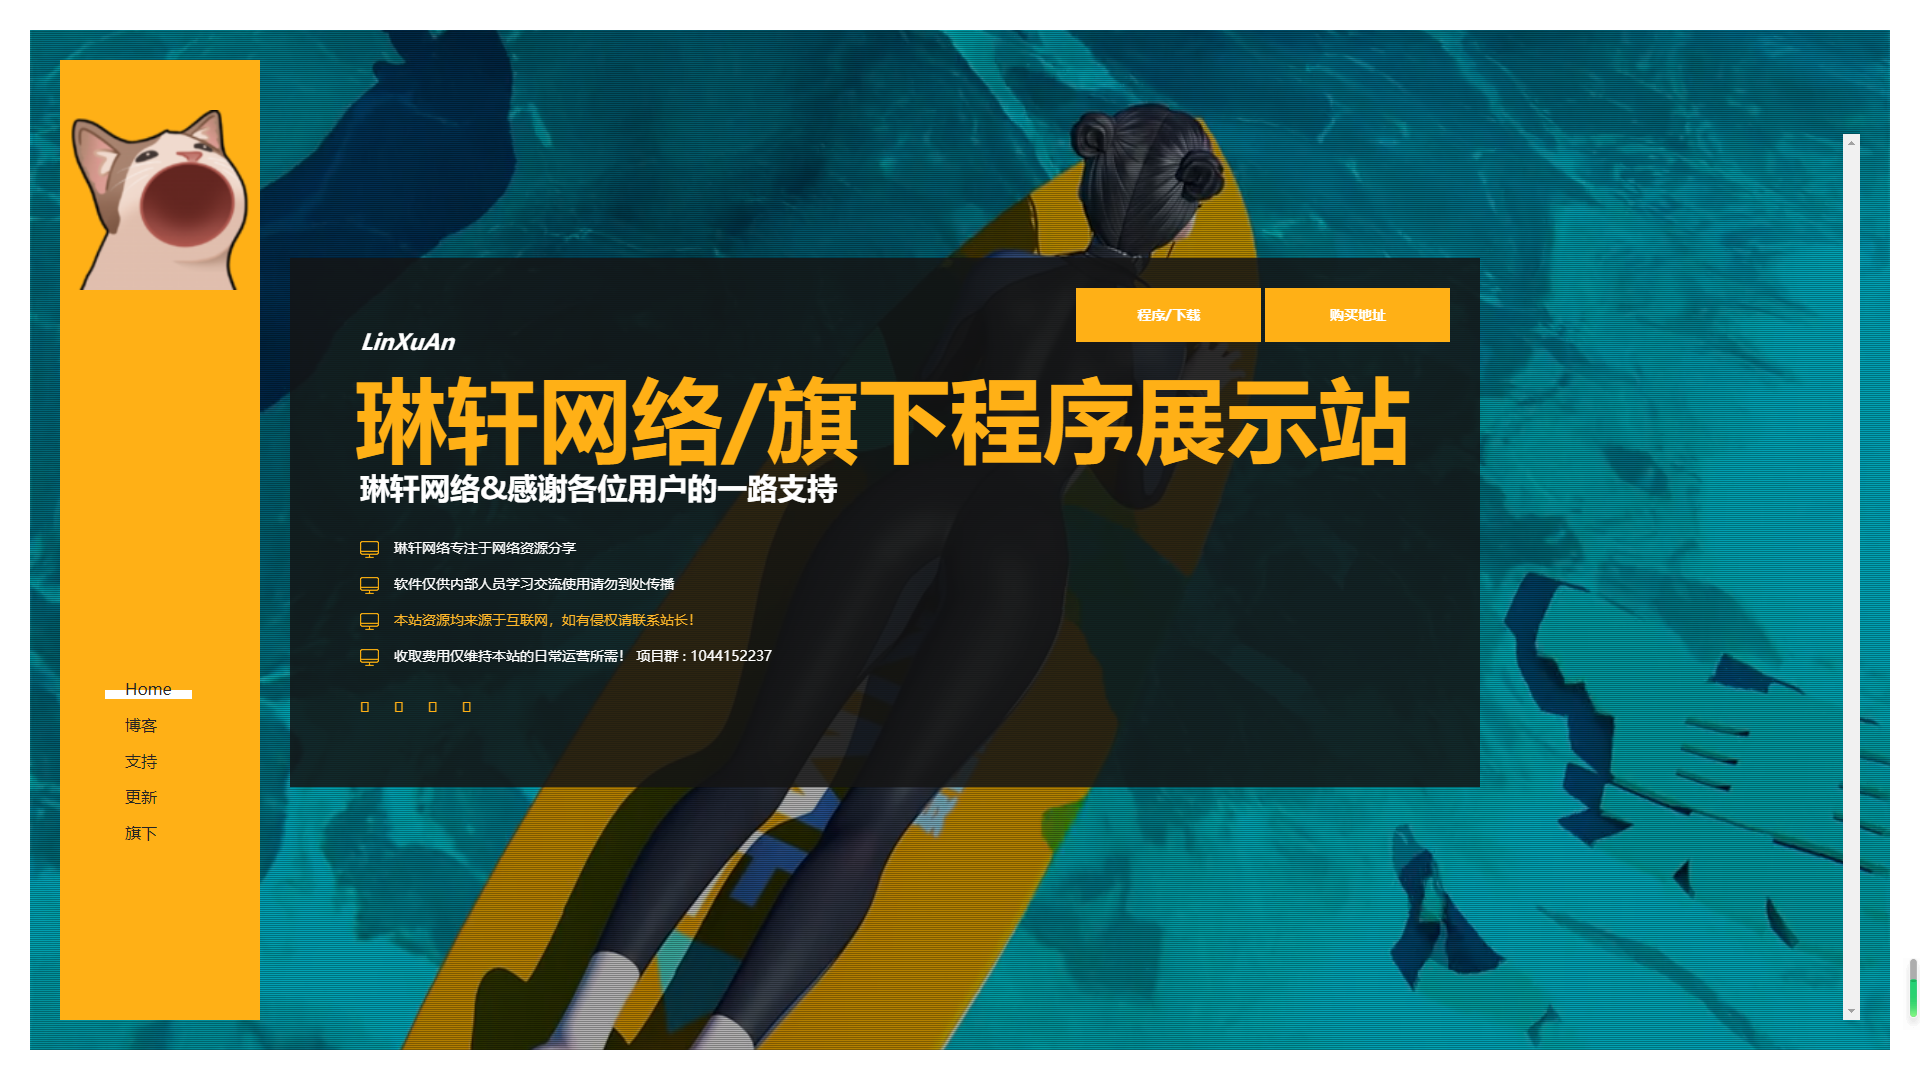 程序/下载
购买地址
LinXuAn
琳轩网络/旗下程序展示站
琳轩网络&感谢各位用户的一路支持
琳轩网络专注于网络资源分享
软件仅供内部人员学习交流使用请勿到处传播
本站资源均来源于互联网，如有侵权请联系站长！
收取费用仅维持本站的日常运营所需！ 项目群 : 1044152237
Home
博客
支持
更新
旗下